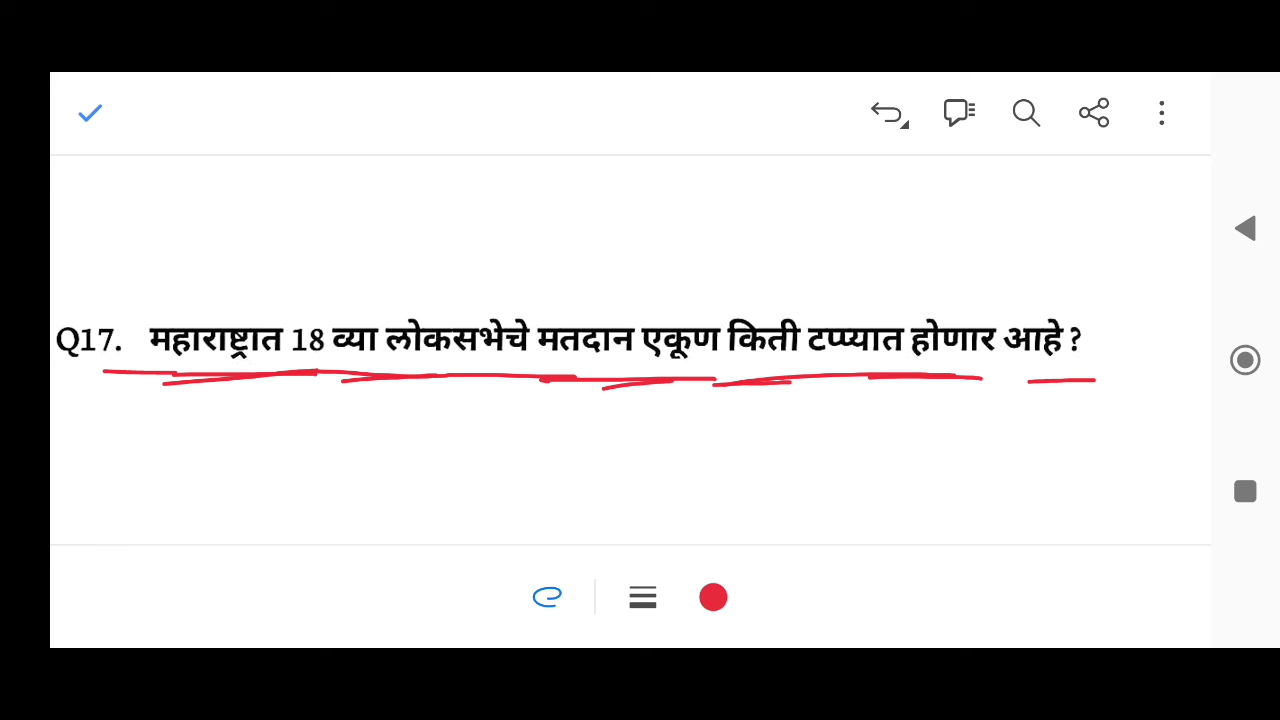 Q17. महाराष्ट्रात 18 व्या लोकसभेचे मतदान एकूण किती टप्प्यात होणार आहे ?